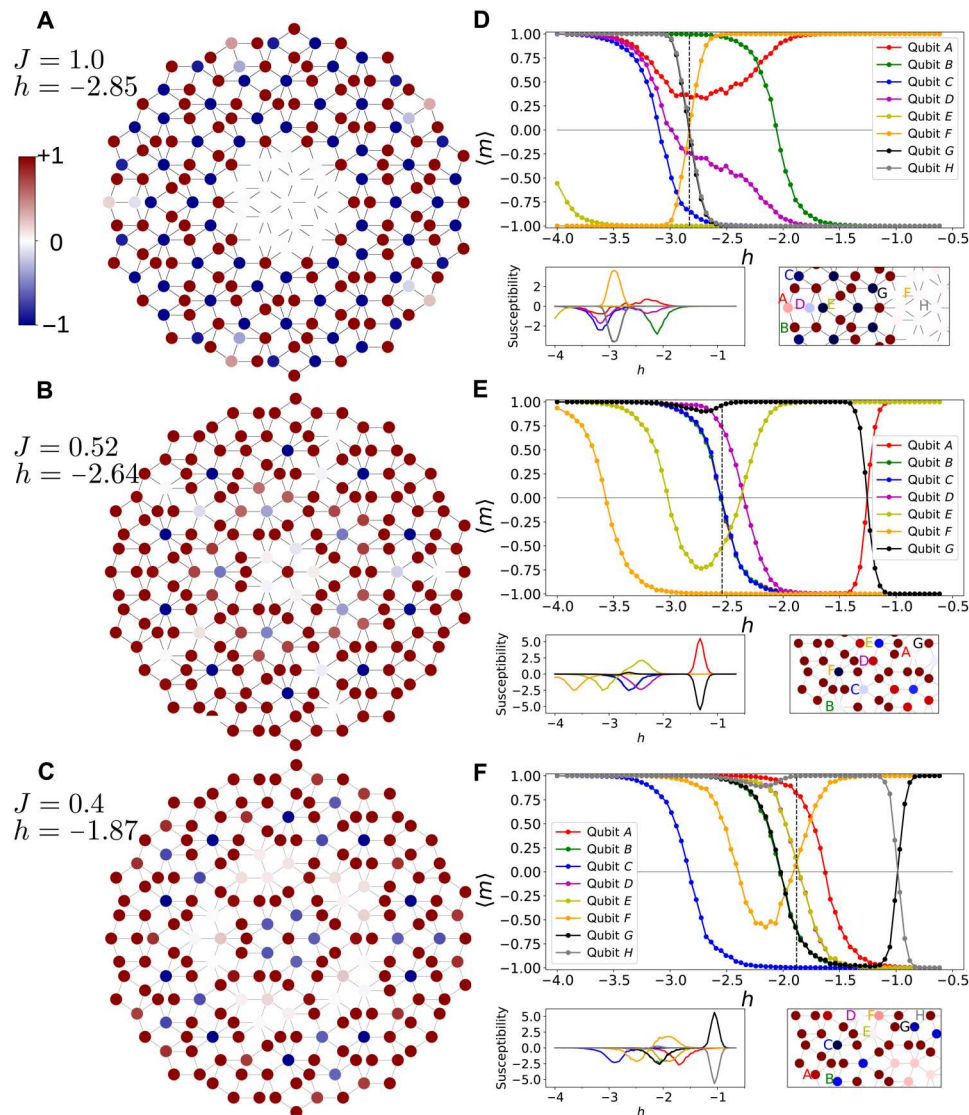 A
J = 1.0
h = −2.85
+1
0
−1
B
J = 0.52
h = −2.64
C
J = 0.4
h = −1.87
D
1.00
0.75
0.50
0.25
0.00
−0.25
−0.50
−0.75
−1.00
⟨m⟩
−4.0 −3.5 −3.0 −2.5 −2.0 −1.5 −1.0 −0.5
h
Qubit A
Qubit B
Qubit C
Qubit D
Qubit E
Qubit F
Qubit G
Qubit H
Susceptibility
2
0
−2
−4 −3.5 −1
h
C
A D E
B
G F
H
E
1.00
0.75
0.50
0.25
0.00
−0.25
−0.50
−0.75
−1.00
⟨m⟩
−4.0 −3.5 −3.0 −2.5 −2.0 −1.5 −1.0 −0.5
h
Qubit A
Qubit B
Qubit C
Qubit D
Qubit E
Qubit F
Qubit G
Susceptibility
5.0
2.5
0.0
−2.5
−5.0
−4 −3 −2 −1
h
E G
A
D
F
C
B
F
1.00
0.75
0.50
0.25
0.00
−0.25
−0.50
−0.75
−1.00
⟨m⟩
−4.0 −3.5 −3.0 −2.5 −2.0 −1.5 −1.0 −0.5
h
Qubit A
Qubit B
Qubit C
Qubit D
Qubit E
Qubit F
Qubit G
Qubit H
Susceptibility
5.0
2.5
0.0
−2.5
−5.0
−4 −3 −2 −1
h
D F H
E G
C
A
B